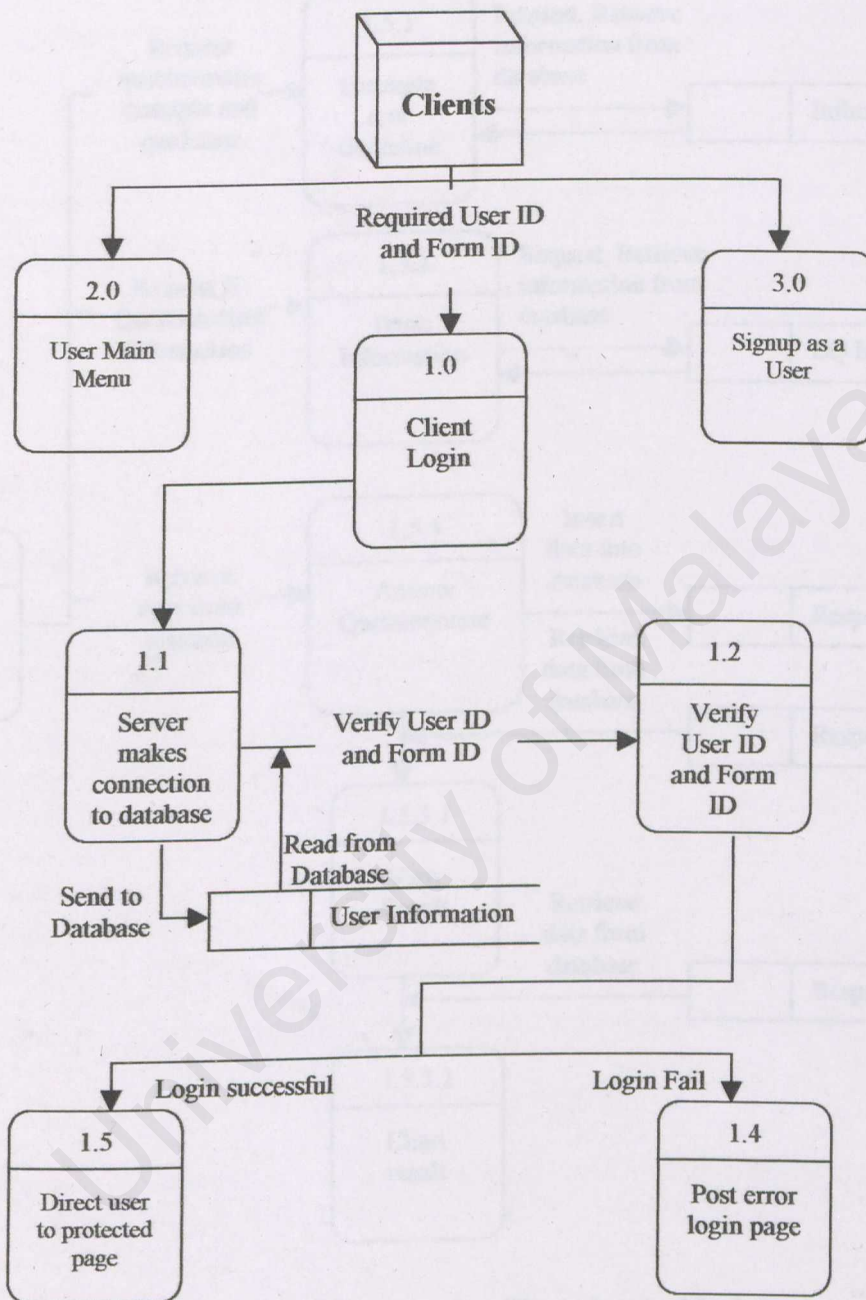 Clients
Required User ID
and Form ID
2.0
User Main
Menu
1.0
Client
Login
3.0
Signup as a
User
1.1
Server
makes
connection
to database
Verify User ID
and Form ID
1.2
Verify
User ID
and Form
ID
Read from
Database
Send to
Database
User Information
Login successful
Login Fail
1.5
Direct user
to protected
page
1.4
Post error
login page
University of Malaya